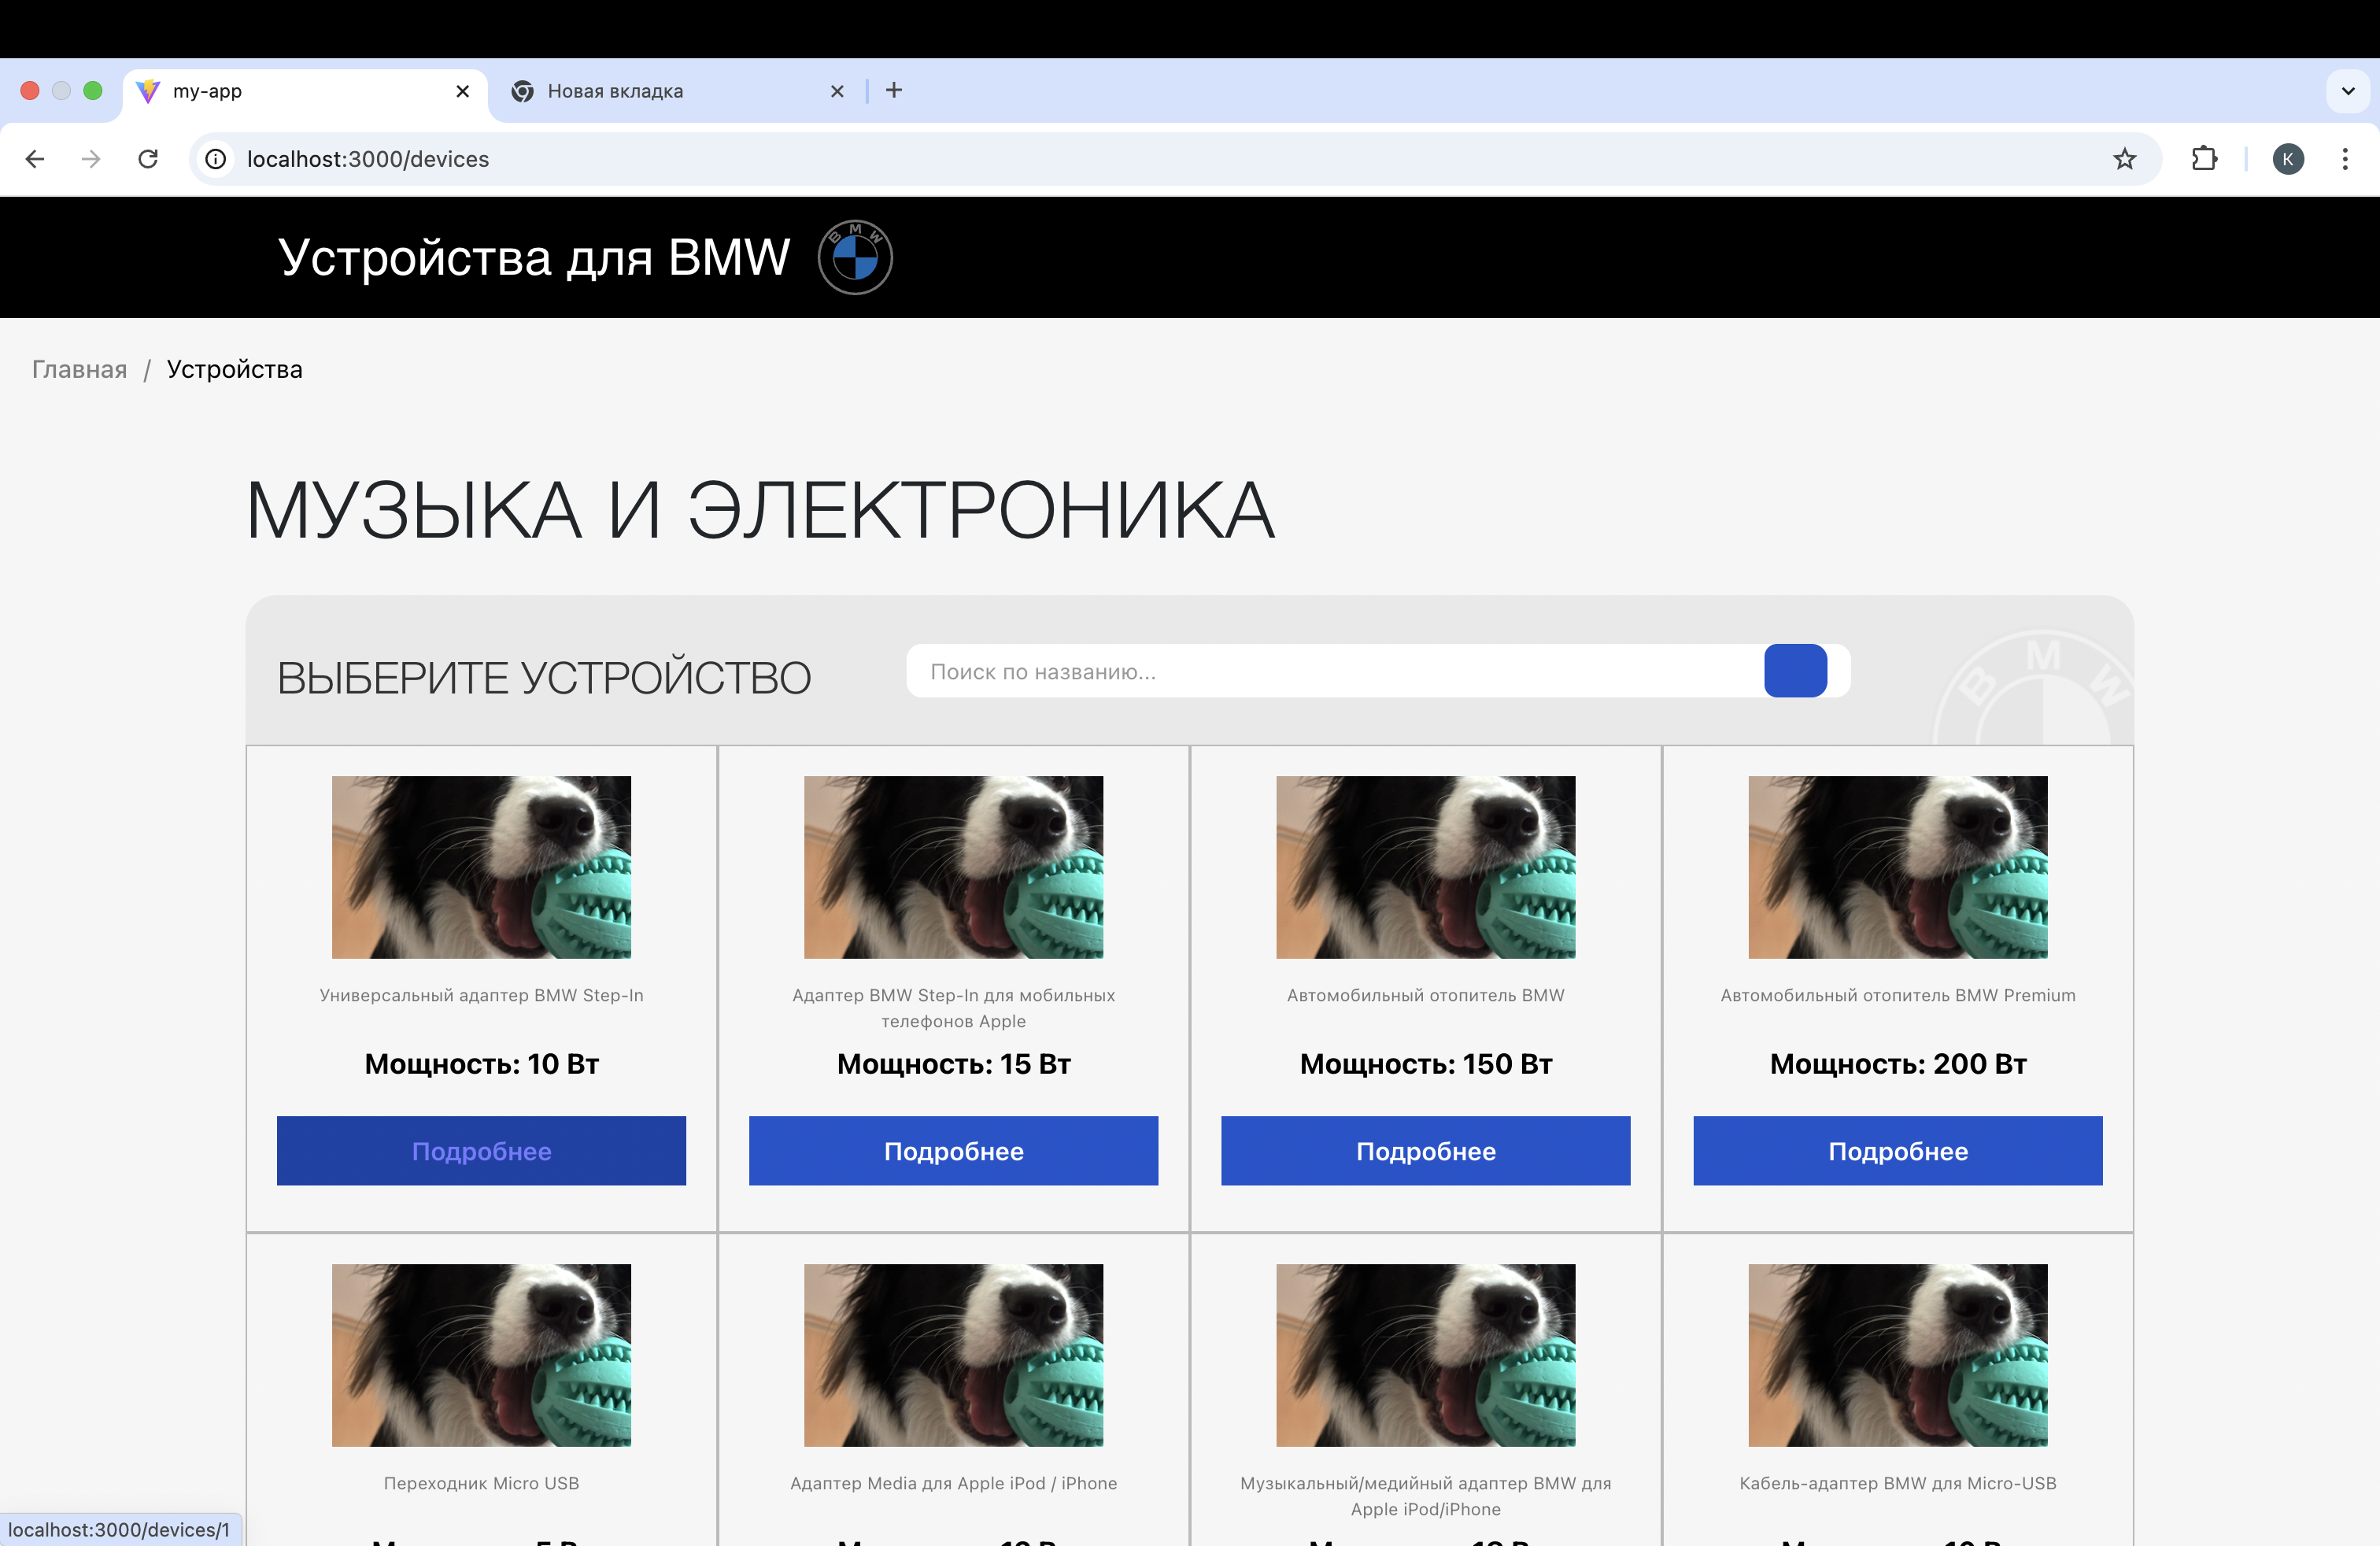 my-app
Новая вкладка
localhost:3000/devices
K
Устройства для BMW
BMW
Главная / Устройства
МУЗЫКА И ЭЛЕКТРОНИКА
ВЫБЕРИТЕ УСТРОЙСТВО
Поиск по названию...
BMW
Универсальный адаптер BMW Step-In
Мощность: 10 Вт
Подробнее
Адаптер BMW Step-In для мобильных
телефонов Apple
Мощность: 15 Вт
Подробнее
Автомобильный отопитель BMW
Мощность: 150 Вт
Подробнее
Автомобильный отопитель BMW Premium
Мощность: 200 Вт
Подробнее
Переходник Micro USB
Адаптер Media для Apple iPod / iPhone
Музыкальный/медийный адаптер BMW для
Apple iPod/iPhone
Кабель-адаптер BMW для Micro-USB
localhost:3000/devices/1